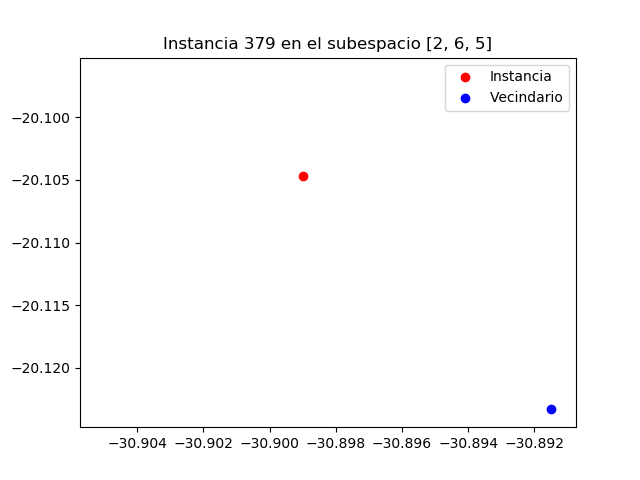 Instancia 379 en el subespacio [2, 6, 5]
Instancia
Vecindario
−20.100
−20.105
−20.110
−20.115
−20.120
−30.904 −30.902 −30.900 −30.898 −30.896 −30.894 −30.892